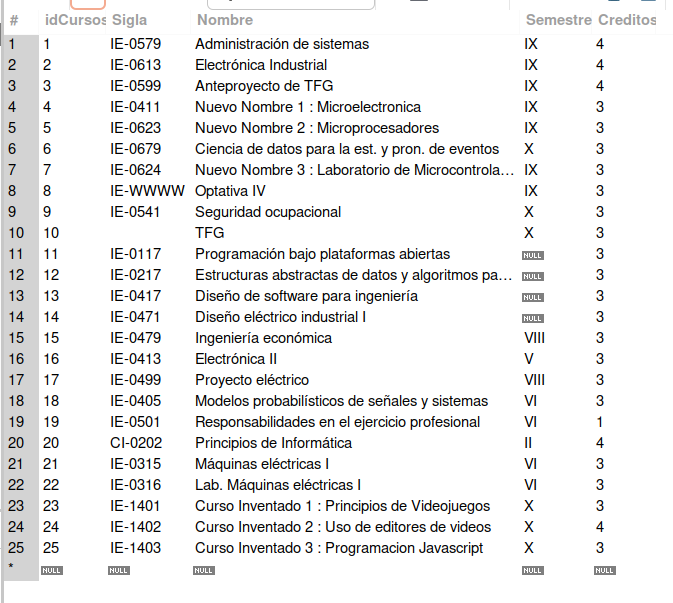 # idCursos Sigla Nombre Semestre Creditos
1 1 IE-0579 Administración de sistemas IX 4
2 2 IE-0613 Electrónica Industrial IX 4
3 3 IE-0599 Anteproyecto de TFG IX 4
4 4 IE-0411 Nuevo Nombre 1 : Microelectronica IX 3
5 5 IE-0623 Nuevo Nombre 2 : Microprocesadores IX 3
6 6 IE-0679 Ciencia de datos para la est. y pron. de eventos X 3
7 7 IE-0624 Nuevo Nombre 3 : Laboratorio de Microcontrola... IX 3
8 8 IE-WWWW Optativa IV IX 3
9 9 IE-0541 Seguridad ocupacional X 3
10 10 TFG X 3
11 11 IE-0117 Programación bajo plataformas abiertas NULL 3
12 12 IE-0217 Estructuras abstractas de datos y algoritmos pa... NULL 3
13 13 IE-0417 Diseño de software para ingeniería NULL 3
14 14 IE-0471 Diseño eléctrico industrial I NULL 3
15 15 IE-0479 Ingeniería económica VIII 3
16 16 IE-0413 Electrónica II V 3
17 17 IE-0499 Proyecto eléctrico VIII 3
18 18 IE-0405 Modelos probabilísticos de señales y sistemas VI 3
19 19 IE-0501 Responsabilidades en el ejercicio profesional VI 1
20 20 CI-0202 Principios de Informática II 4
21 21 IE-0315 Máquinas eléctricas I VI 3
22 22 IE-0316 Lab. Máquinas eléctricas I VI 3
23 23 IE-1401 Curso Inventado 1 : Principios de Videojuegos X 3
24 24 IE-1402 Curso Inventado 2 : Uso de editores de videos X 4
25 25 IE-1403 Curso Inventado 3 : Programacion Javascript X 3
* NULL NULL NULL NULL NULL